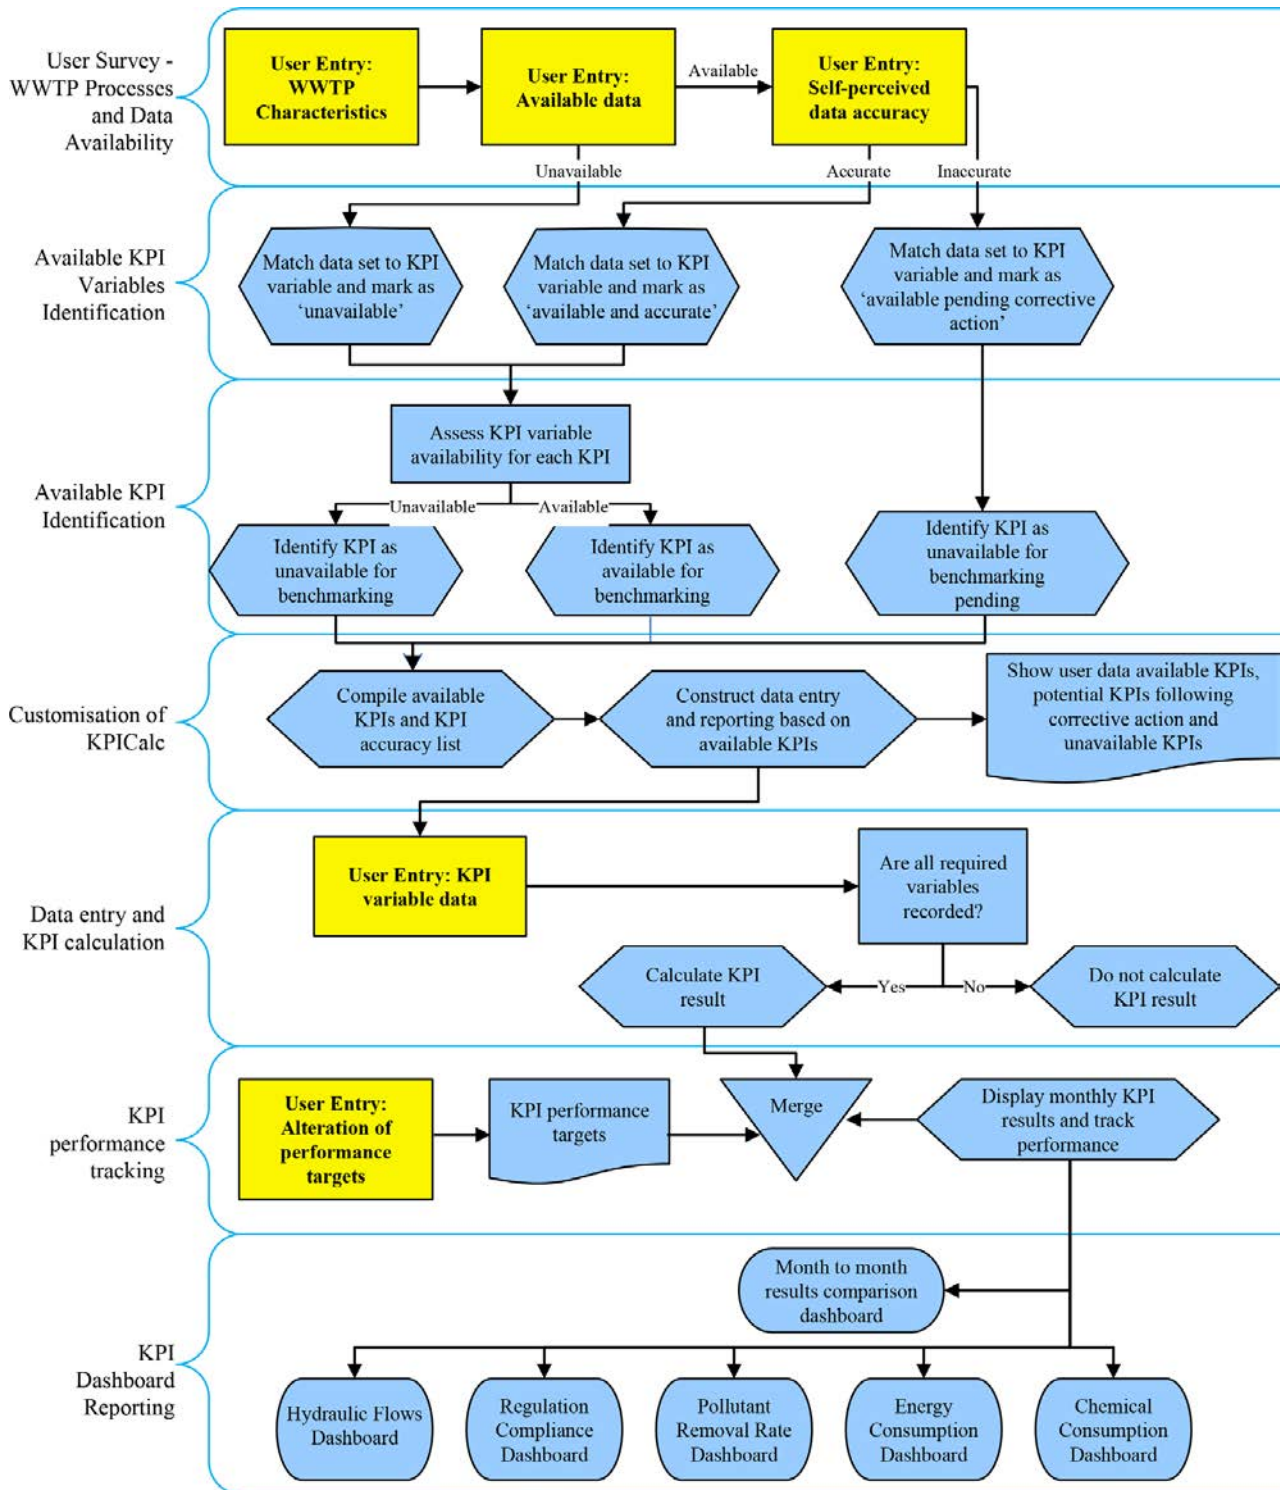 User Survey -
WWTP Processes
and Data
Availability
User Entry:
WWTP
Characteristics
User Entry:
Available data
Available
User Entry:
Self-perceived
data accuracy
Unavailable
Accurate
Inaccurate
Available KPI
Variables
Identification
Match data set to KPI
variable and mark as
‘unavailable’
Match data set to KPI
variable and mark as
‘available and accurate’
Match data set to KPI
variable and mark as
‘available pending corrective
action’
Available KPI
Identification
Assess KPI variable
availability for each KPI
Unavailable
Available
Identify KPI as
unavailable for
benchmarking
Identify KPI as
available for
benchmarking
Identify KPI as
unavailable for
benchmarking
pending
Customisation of
KPICalc
Compile available
KPIs and KPI
accuracy list
Construct data entry
and reporting based on
available KPIs
Show user data available KPIs,
potential KPIs following
corrective action and
unavailable KPIs
Data entry and
KPI calculation
User Entry: KPI
variable data
Are all required
variables
recorded?
Calculate KPI
result
Yes
No
Do not calculate
KPI result
KPI
performance
tracking
User Entry:
Alteration of
performance
targets
KPI performance
targets
Merge
Display monthly KPI
results and track
performance
KPI
Dashboard
Reporting
Month to month
results comparison
dashboard
Hydraulic Flows
Dashboard
Regulation
Compliance
Dashboard
Pollutant
Removal Rate
Dashboard
Energy
Consumption
Dashboard
Chemical
Consumption
Dashboard